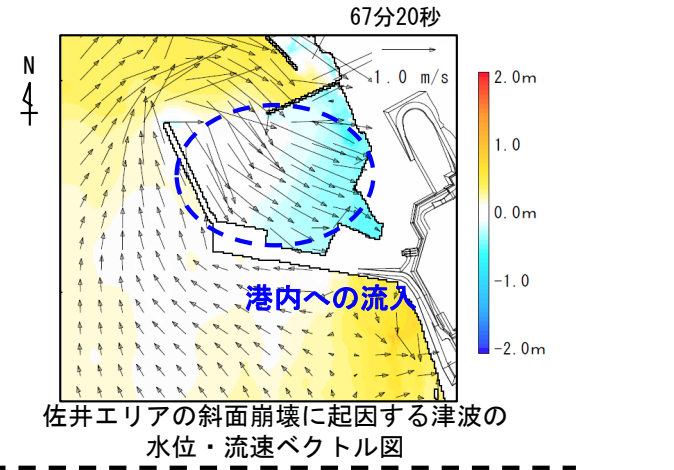 67分20秒
N
1.0 m/s
2.0m
1.0
0.0m
-1.0
-2.0m
港内への流入
佐井エリアの斜面崩壊に起因する津波の
水位・流速ベクトル図